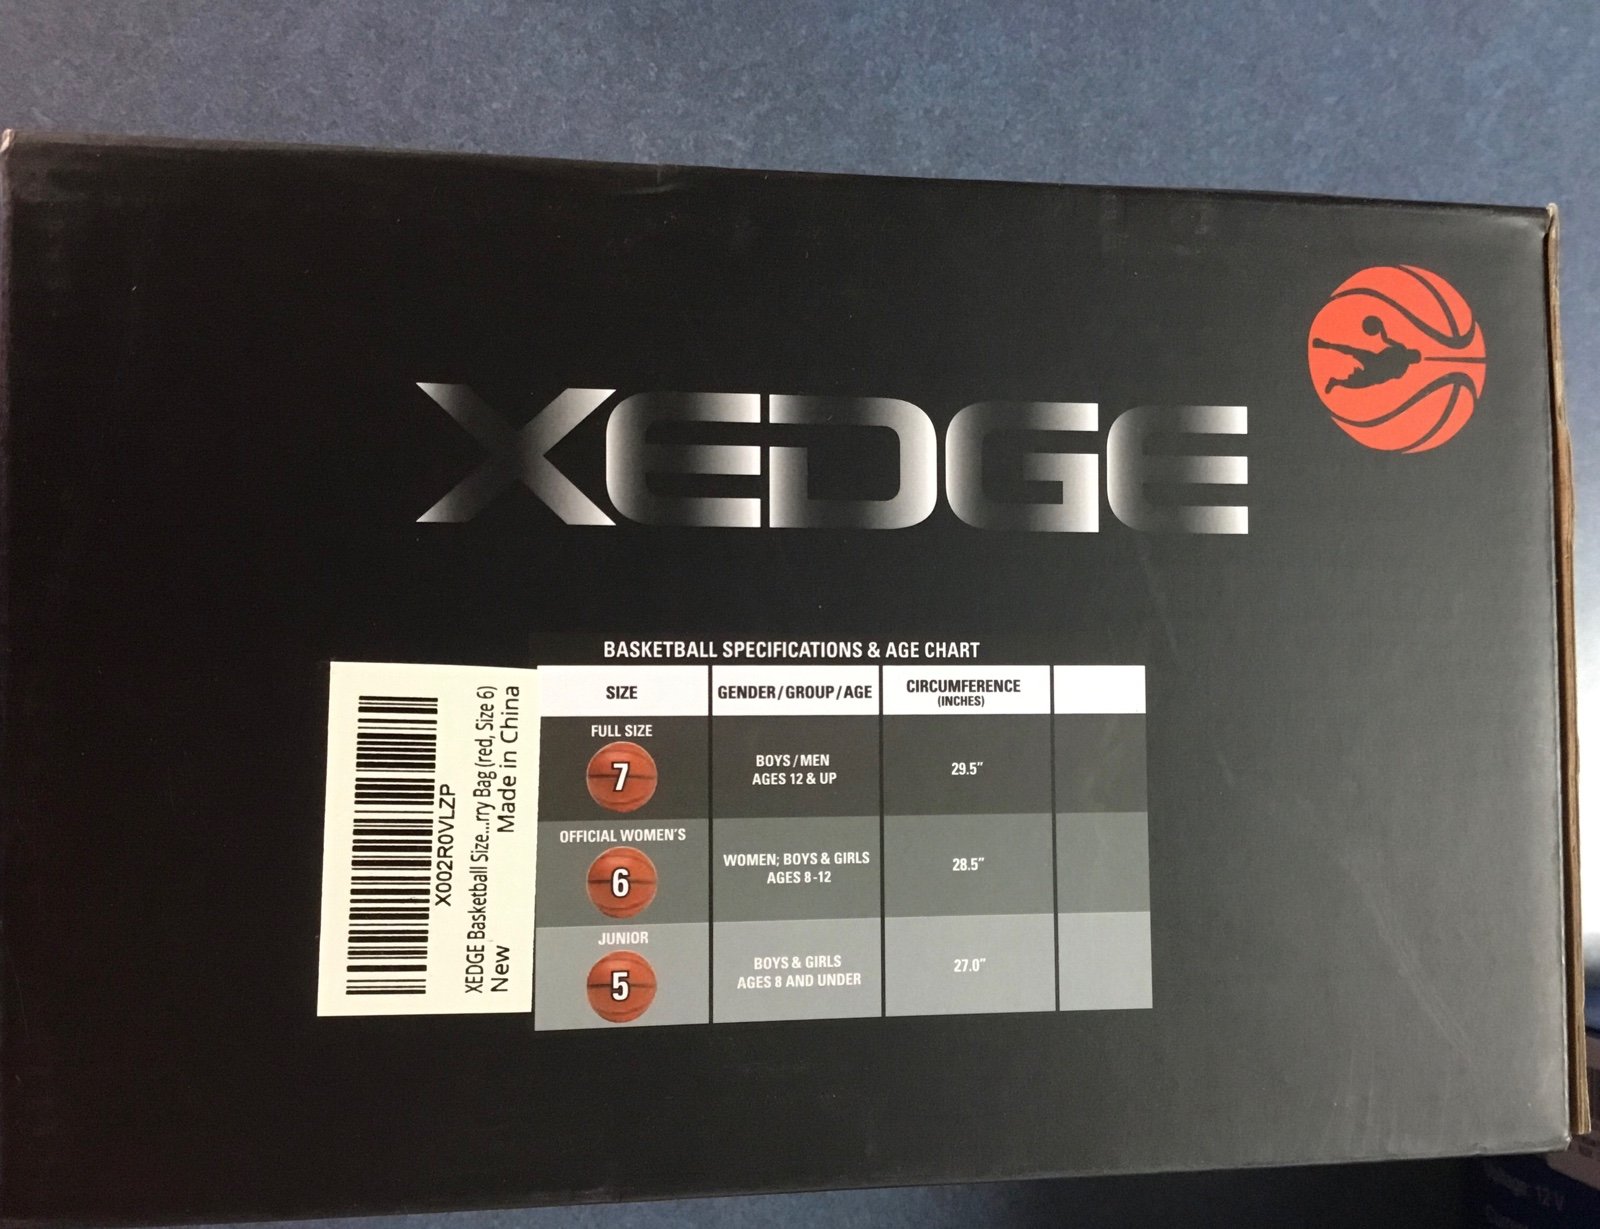 XEDGE
BASKETBALL SPECIFICATIONS & AGE CHART
SIZE
GENDER/GROUP/AGE
CIRCUMFERENCE
(INCHES)
FULL SIZE
7
BOYS/MEN
AGES 12 & UP
29.5"
OFFICIAL WOMEN'S
6
WOMEN; BOYS & GIRLS
AGES 8-12
28.5"
JUNIOR
5
BOYS & GIRLS
AGES 8 AND UNDER
27.0"
X002R0VLZP
XEDGE Basketball Size...rry Bag (red, Size 6)
New
Made in China
12V